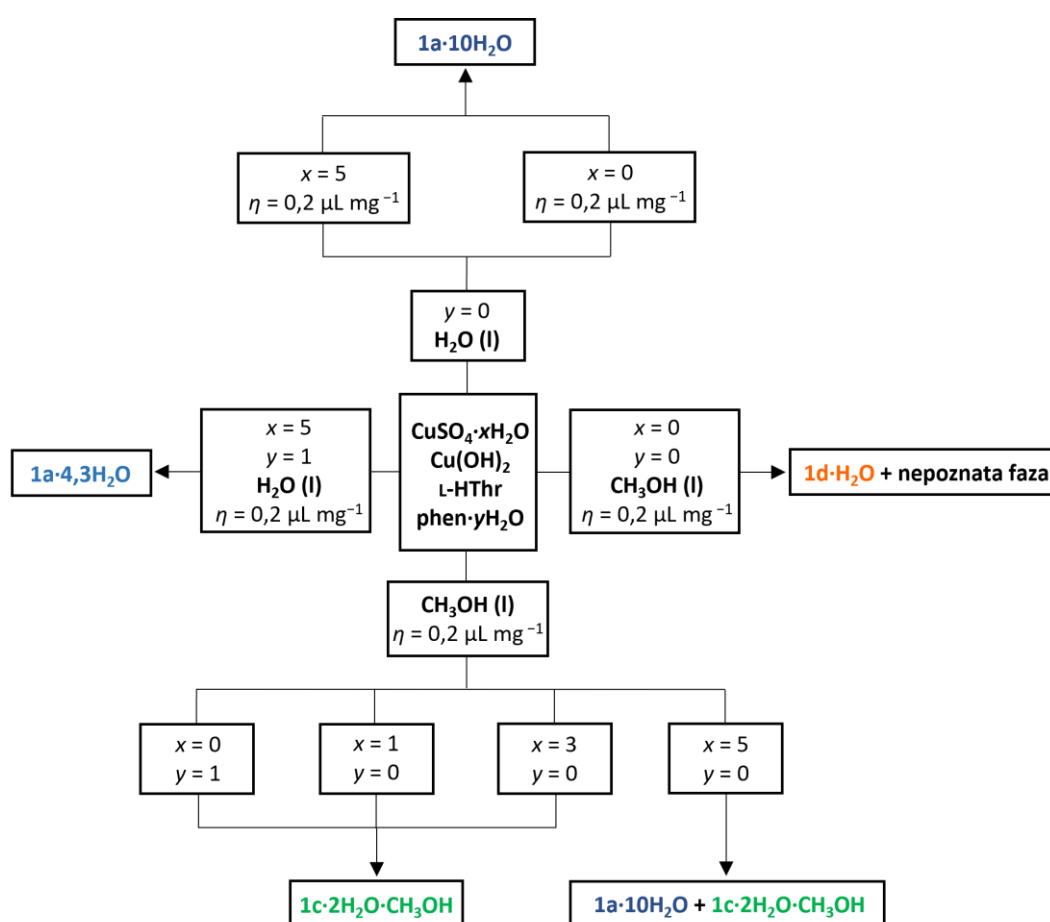 1a·10H₂O
x = 5
η = 0,2 μL mg⁻¹
x = 0
η = 0,2 μL mg⁻¹
y = 0
H₂O (l)
1a·4,3H₂O
x = 5
y = 1
H₂O (l)
η = 0,2 μL mg⁻¹
CuSO₄·xH₂O
Cu(OH)₂
ʟ-HThr
phen·yH₂O
x = 0
y = 0
CH₃OH (l)
η = 0,2 μL mg⁻¹
1d·H₂O + nepoznata faza
CH₃OH (l)
η = 0,2 μL mg⁻¹
x = 0
y = 1
x = 1
y = 0
x = 3
y = 0
x = 5
y = 0
1c·2H₂O·CH₃OH
1a·10H₂O + 1c·2H₂O·CH₃OH